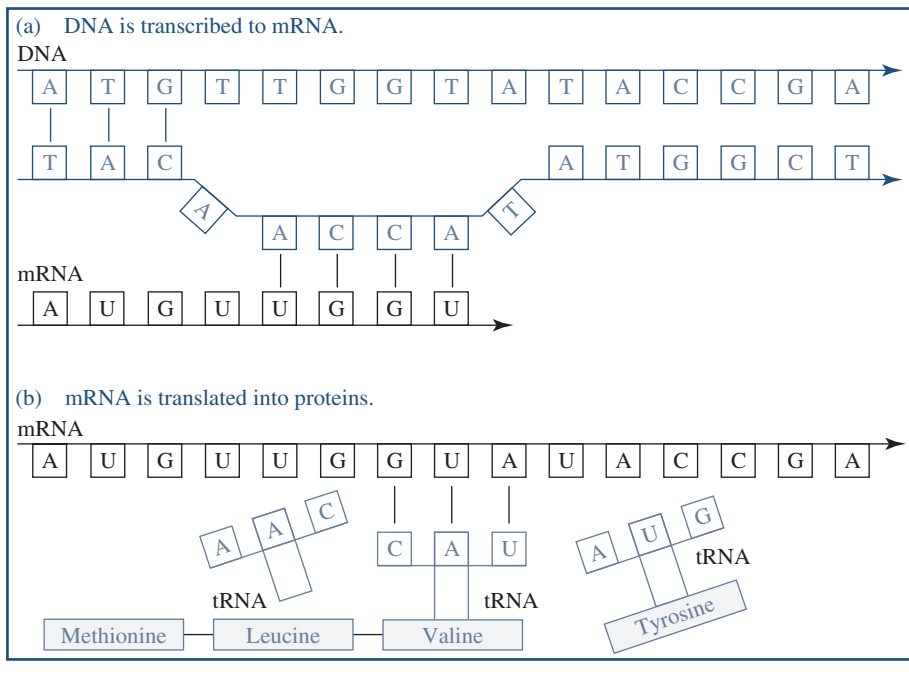 (a) DNA is transcribed to mRNA.
DNA
A T G T T G G T A T A C C G A
T A C A T G G C T
A T
A C C A
mRNA
A U G U U G G U
(b) mRNA is translated into proteins.
mRNA
A U G U U G G U A U A C C G A
A A C C A U A U G
tRNA
tRNA tRNA
Methionine Leucine Valine Tyrosine